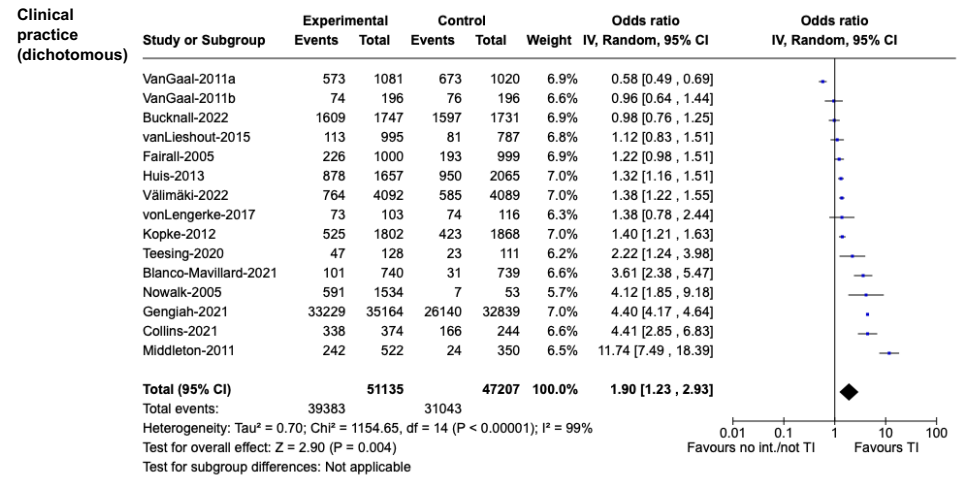 Clinical
practice
(dichotomous)
Experimental Control Odds ratio Odds ratio
Study or Subgroup Events Total Events Total Weight IV, Random, 95% CI IV, Random, 95% CI
VanGaal-2011a 573 1081 673 1020 6.9% 0.58 [0.49 , 0.69]
VanGaal-2011b 74 196 76 196 6.6% 0.96 [0.64 , 1.44]
Bucknall-2022 1609 1747 1597 1731 6.9% 0.98 [0.76 , 1.25]
vanLieshout-2015 113 995 81 787 6.8% 1.12 [0.83 , 1.51]
Fairall-2005 226 1000 193 999 6.9% 1.22 [0.98 , 1.51]
Huis-2013 878 1657 950 2065 7.0% 1.32 [1.16 , 1.51]
Välimäki-2022 764 4092 585 4089 7.0% 1.38 [1.22 , 1.55]
vonLengerke-2017 73 103 74 116 6.3% 1.38 [0.78 , 2.44]
Kopke-2012 525 1802 423 1868 7.0% 1.40 [1.21 , 1.63]
Teesing-2020 47 128 23 111 6.2% 2.22 [1.24 , 3.98]
Blanco-Mavillard-2021 101 740 31 739 6.6% 3.61 [2.38 , 5.47]
Nowalk-2005 591 1534 7 53 5.7% 4.12 [1.85 , 9.18]
Gengiah-2021 33229 35164 26140 32839 7.0% 4.40 [4.17 , 4.64]
Collins-2021 338 374 166 244 6.6% 4.41 [2.85 , 6.83]
Middleton-2011 242 522 24 350 6.5% 11.74 [7.49 , 18.39]
Total (95% CI) 51135 47207 100.0% 1.90 [1.23 , 2.93]
Total events: 39383 31043
Heterogeneity: Tau² = 0.70; Chi² = 1154.65, df = 14 (P < 0.00001); I² = 99%
Test for overall effect: Z = 2.90 (P = 0.004)
Test for subgroup differences: Not applicable
0.01 0.1 1 10 100
Favours no int./not TI Favours TI